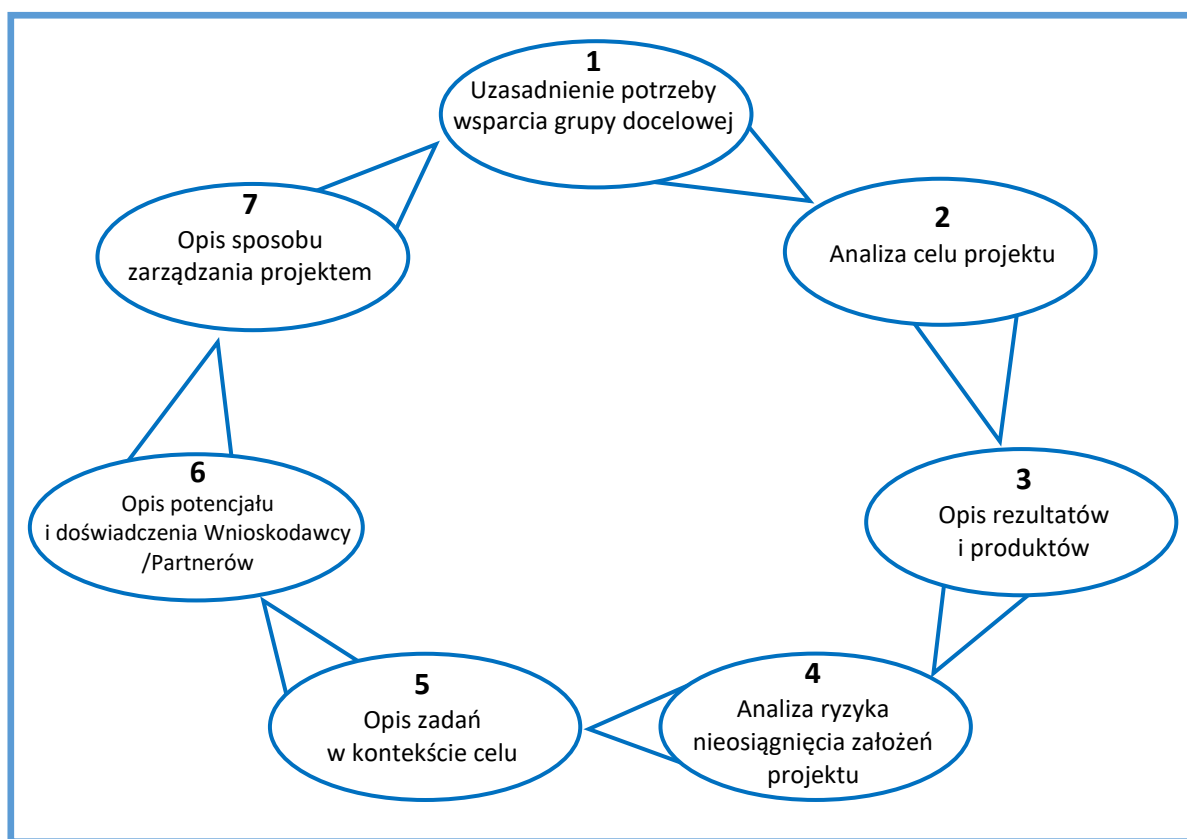 1
Uzasadnienie potrzeby
wsparcia grupy docelowej
2
Analiza celu projektu
3
Opis rezultatów
i produktów
4
Analiza ryzyka
nieosiągnięcia założeń
projektu
5
Opis zadań
w kontekście celu
6
Opis potencjału
i doświadczenia Wnioskodawcy
/Partnerów
7
Opis sposobu
zarządzania projektem